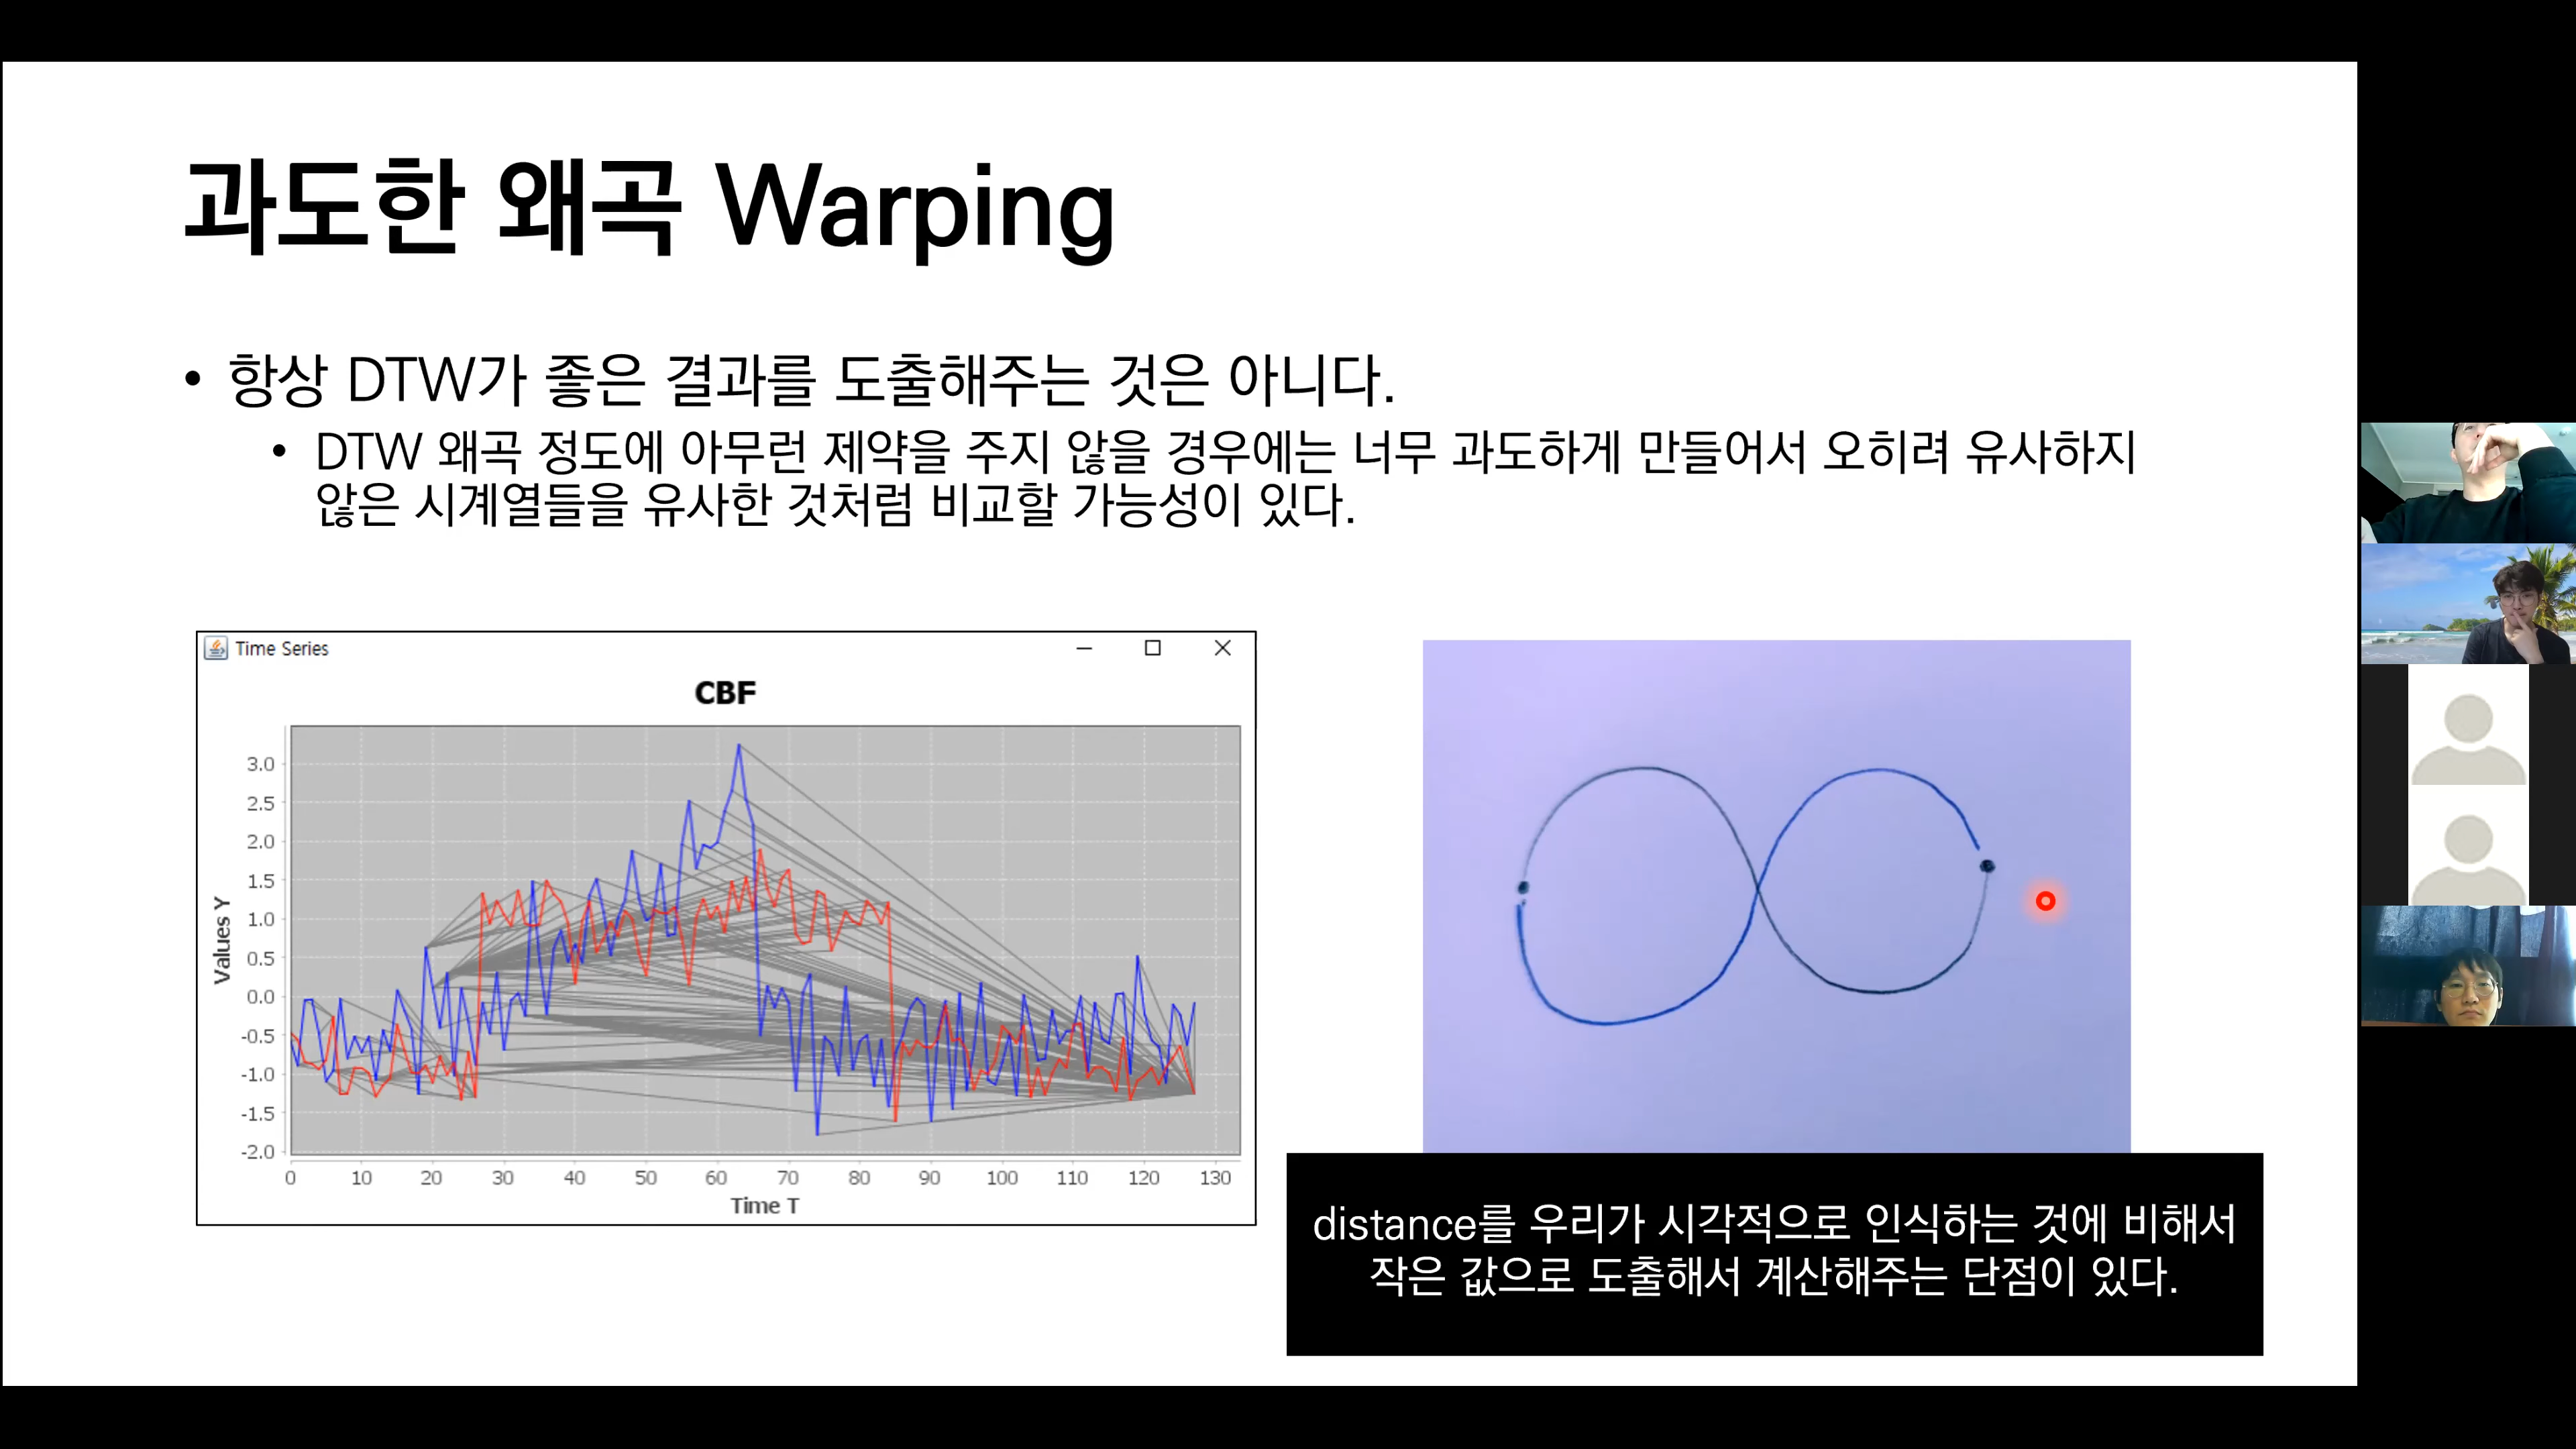 과도한 왜곡 Warping
• 항상 DTW가 좋은 결과를 도출해주는 것은 아니다.
• DTW 왜곡 정도에 아무런 제약을 주지 않을 경우에는 너무 과도하게 만들어서 오히려 유사하지
않은 시계열들을 유사한 것처럼 비교할 가능성이 있다.
Time Series
CBF
Values Y
3.0
2.5
2.0
1.5
1.0
0.5
0.0
-0.5
-1.0
-1.5
-2.0
0 10 20 30 40 50 60 70 80 90 100 110 120 130
Time T
distance를 우리가 시각적으로 인식하는 것에 비해서
작은 값으로 도출해서 계산해주는 단점이 있다.